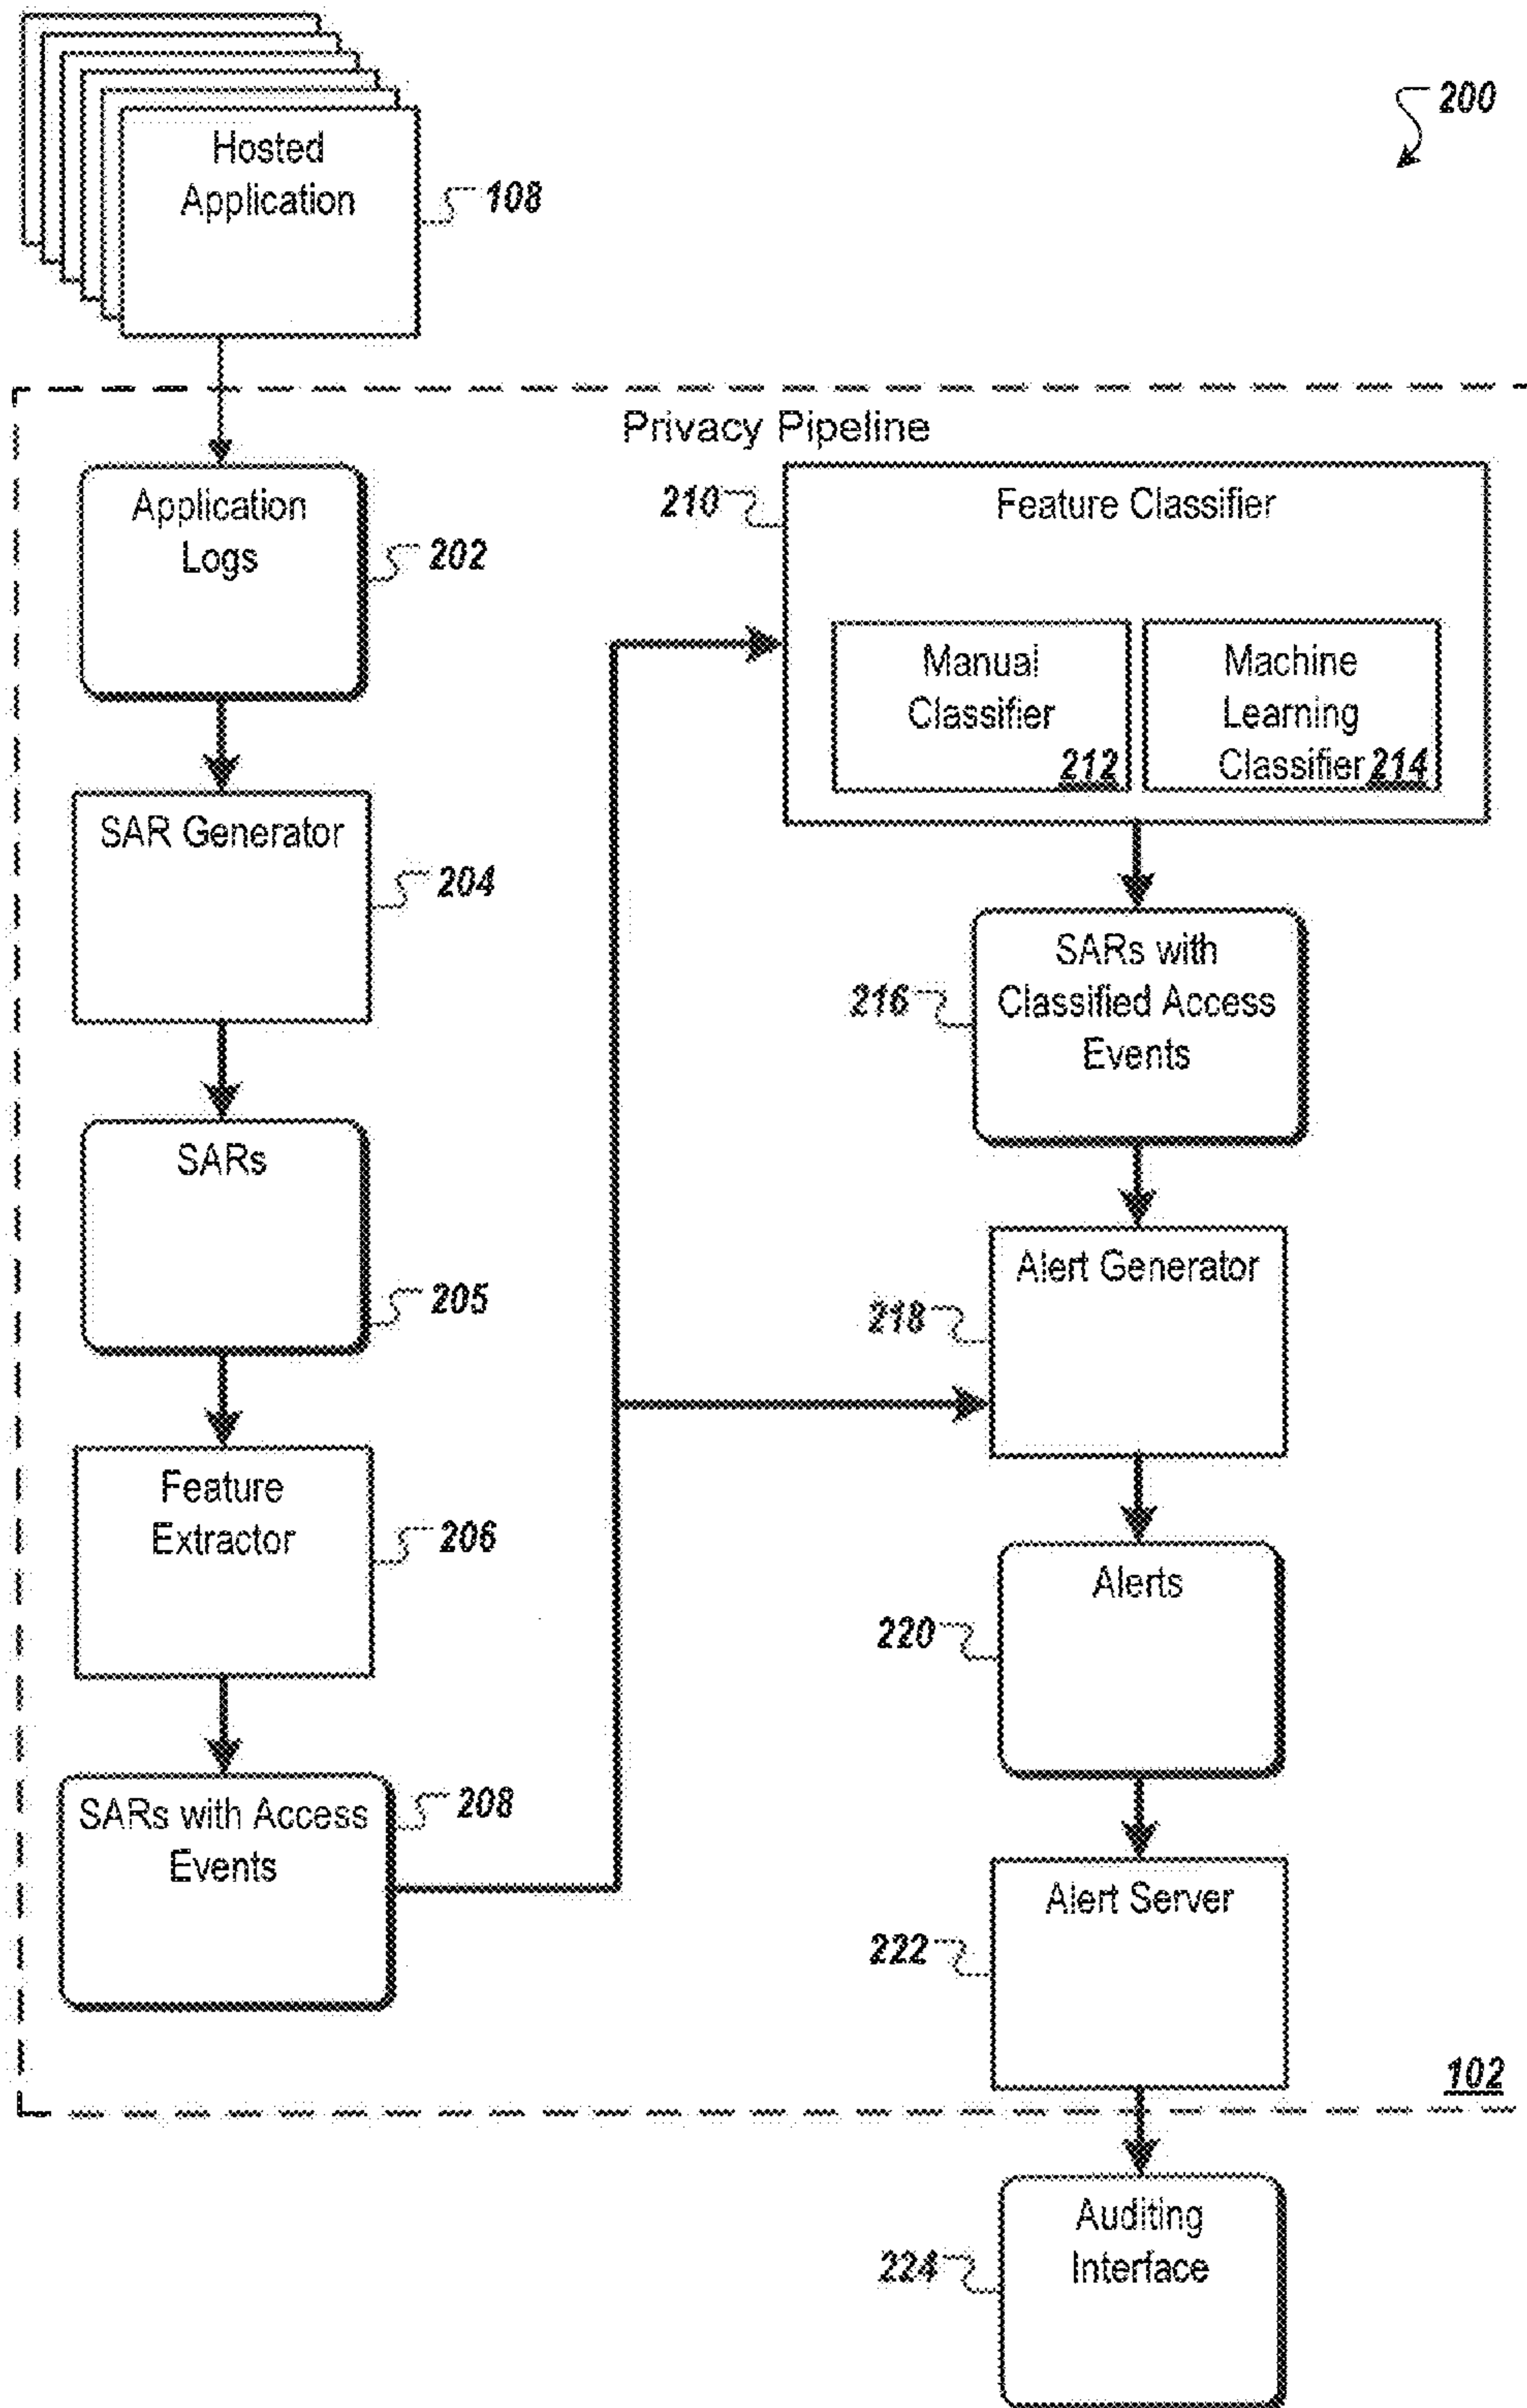 200
Hosted
Application
108
Privacy Pipeline
Application
Logs
202
SAR Generator
204
SARs
205
Feature
Extractor
206
SARs with Access
Events
208
210
Feature Classifier
Manual
Classifier
212
Machine
Learning
Classifier 214
SARs with
Classified Access
Events
216
Alert Generator
218
Alerts
220
Alert Server
222
102
Auditing
Interface
224